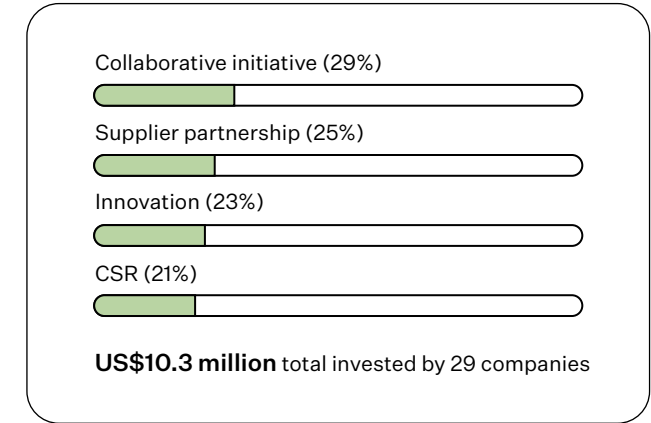 Collaborative initiative (29%)
Supplier partnership (25%)
Innovation (23%)
CSR (21%)
US$10.3 million total invested by 29 companies